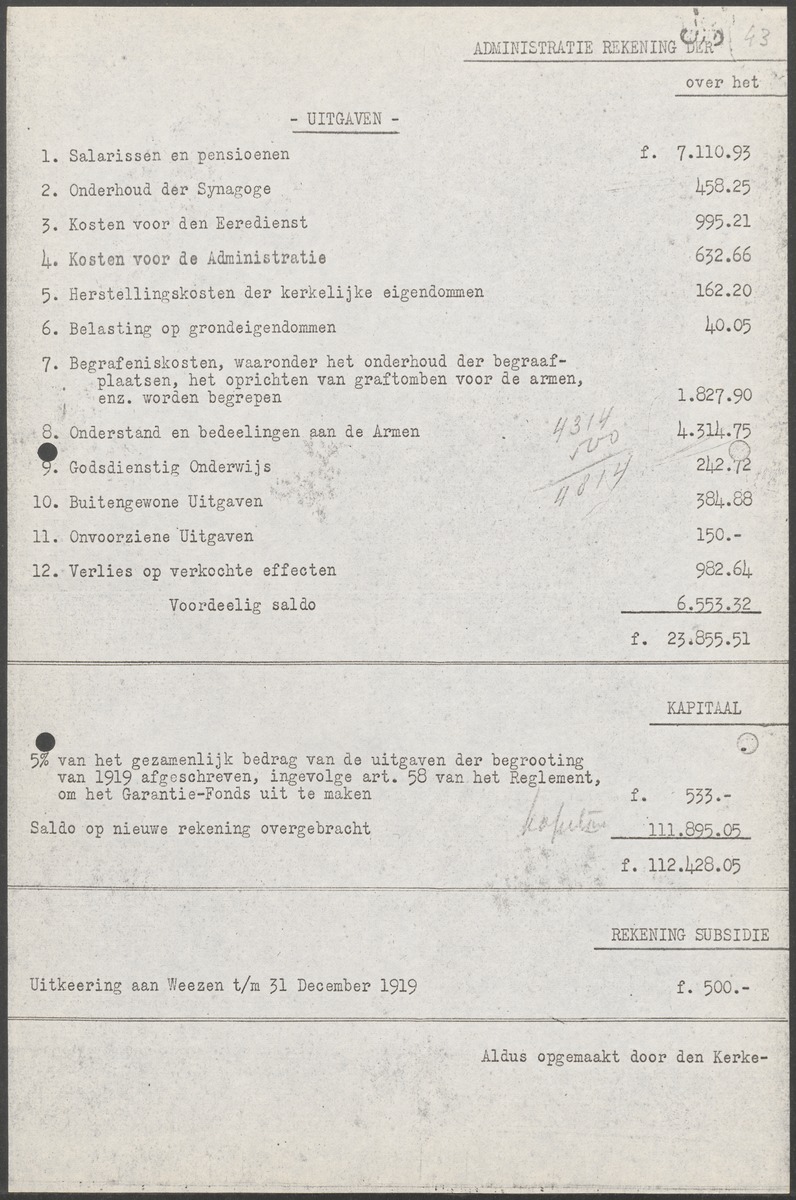 43
ADMINISTRATIE REKENING DER
over het
- UITGAVEN -
1. Salarissen en pensioenen f. 7.110.93
2. Onderhoud der Synagoge 458.25
3. Kosten voor den Eeredienst 995.21
4. Kosten voor de Administratie 632.66
5. Herstellingskosten der kerkelijke eigendommen 162.20
6. Belasting op grondeigendommen 40.05
7. Begrafeniskosten, waaronder het onderhoud der begraaf-
plaatsen, het oprichten van graftomben voor de armen,
enz. worden begrepen 1.827.90
8. Onderstand en bedeelingen aan de Armen 4.314.75
4314
500
4814
9. Godsdienstig Onderwijs 242.72
10. Buitengewone Uitgaven 384.88
11. Onvoorziene Uitgaven 150.-
12. Verlies op verkochte effecten 982.64
Voordeelig saldo 6.553.32
f. 23.855.51
KAPITAAL
5% van het gezamenlijk bedrag van de uitgaven der begrooting
van 1919 afgeschreven, ingevolge art. 58 van het Reglement,
om het Garantie-Fonds uit te maken f. 533.-
Saldo op nieuwe rekening overgebracht 111.895.05
f. 112.428.05
REKENING SUBSIDIE
Uitkeering aan Weezen t/m 31 December 1919 f. 500.-
Aldus opgemaakt door den Kerke-